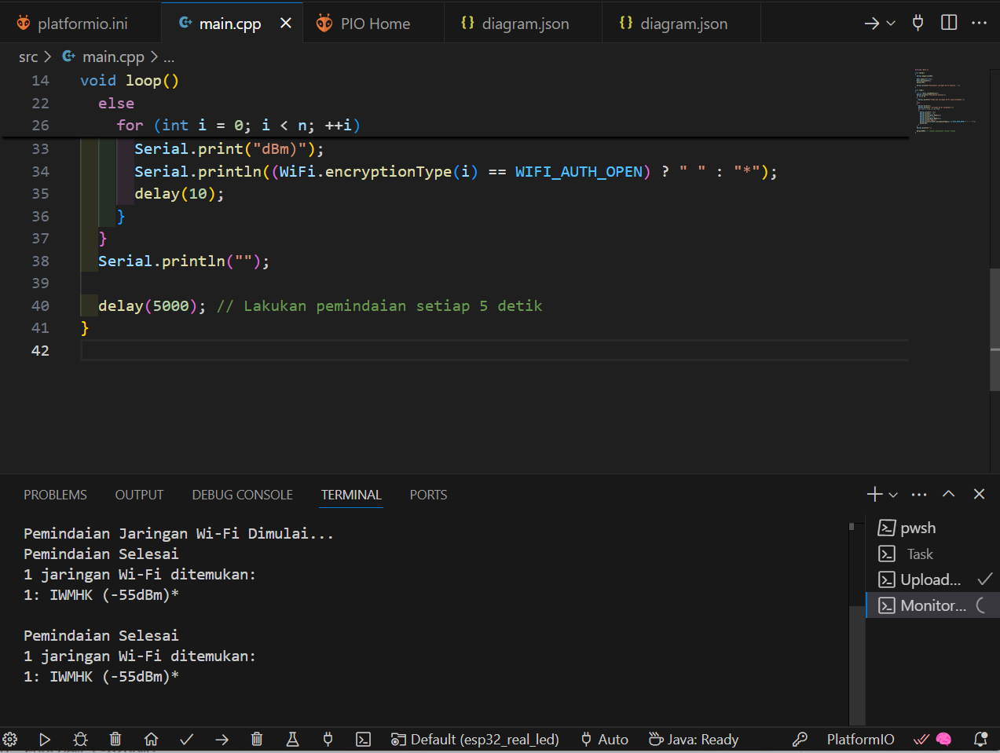 platformio.ini
main.cpp
PIO Home
diagram.json
diagram.json
src > main.cpp > ...
14 void loop()
22 else
26 for (int i = 0; i < n; ++i)
33 Serial.print("dBm)");
34 Serial.println((WiFi.encryptionType(i) == WIFI_AUTH_OPEN) ? " " : "*");
35 delay(10);
36 }
37 }
38 Serial.println("");
39
40 delay(5000); // Lakukan pemindaian setiap 5 detik
41 }
42
PROBLEMS OUTPUT DEBUG CONSOLE TERMINAL PORTS
Pemindaian Jaringan Wi-Fi Dimulai...
Pemindaian Selesai
1 jaringan Wi-Fi ditemukan:
1: IWMHK (-55dBm)*
Pemindaian Selesai
1 jaringan Wi-Fi ditemukan:
1: IWMHK (-55dBm)*
pwsh
Task
Upload...
Monitor...
Default (esp32_real_led) Auto Java: Ready PlatformIO